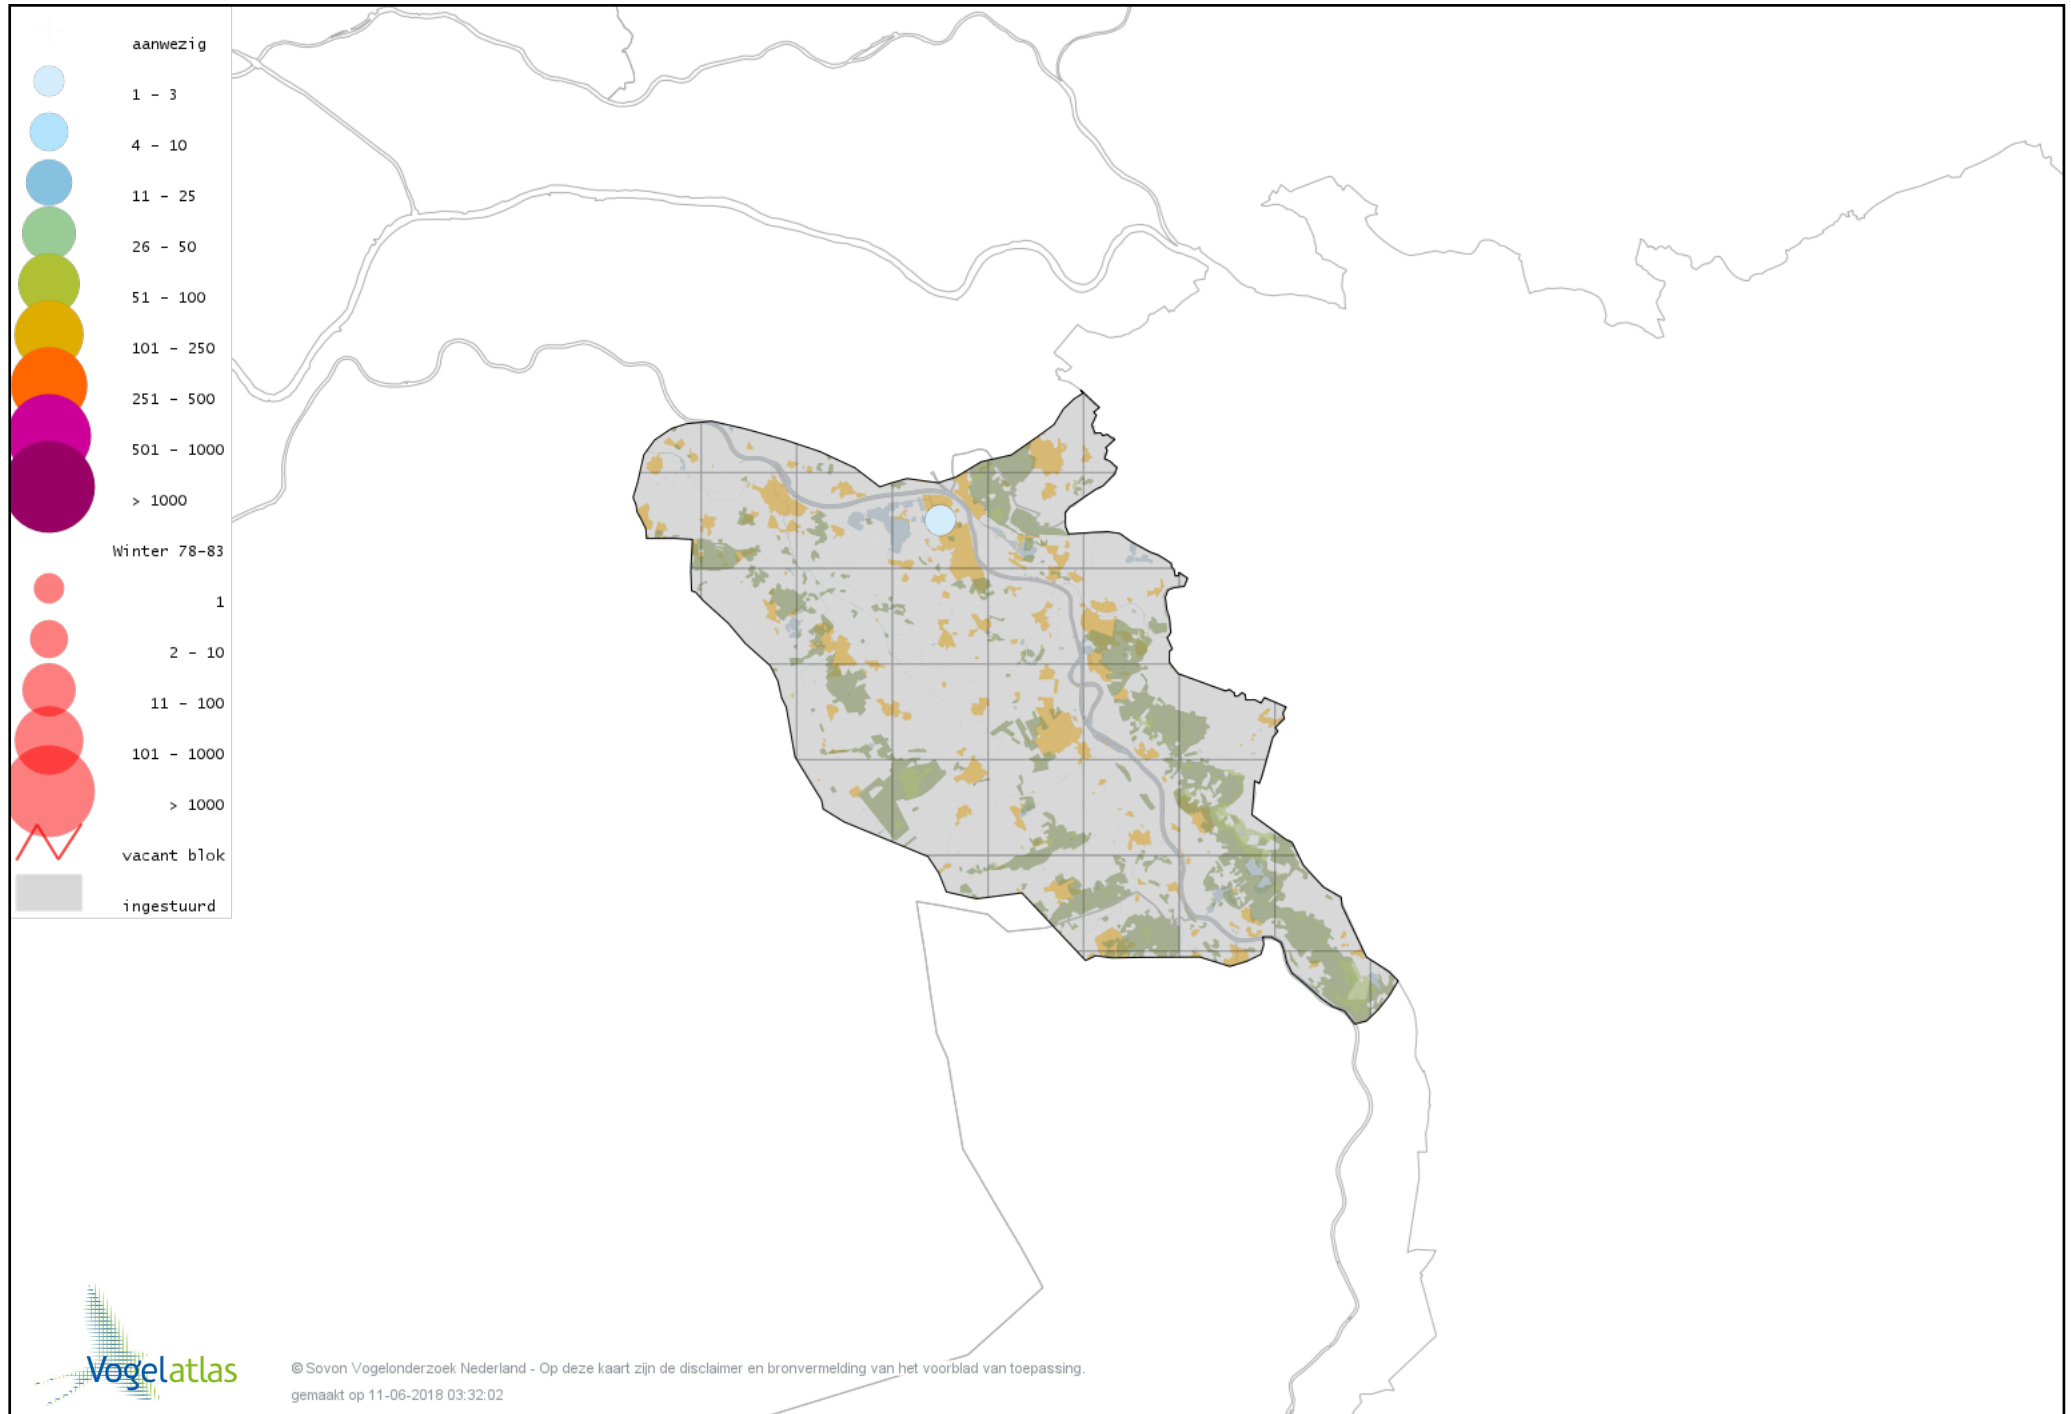 aanwezig
1 - 3
4 - 10
11 - 25
26 - 50
51 - 100
101 - 250
251 - 500
501 - 1000
> 1000
Winter 78-83
1
2 - 10
11 - 100
101 - 1000
> 1000
vacant blok
ingestuurd
Vogelatlas
© Sovon Vogelonderzoek Nederland - Op deze kaart zijn de disclaimer en bronvermelding van het voorblad van toepassing.
gemaakt op 11-06-2018 03:32:02